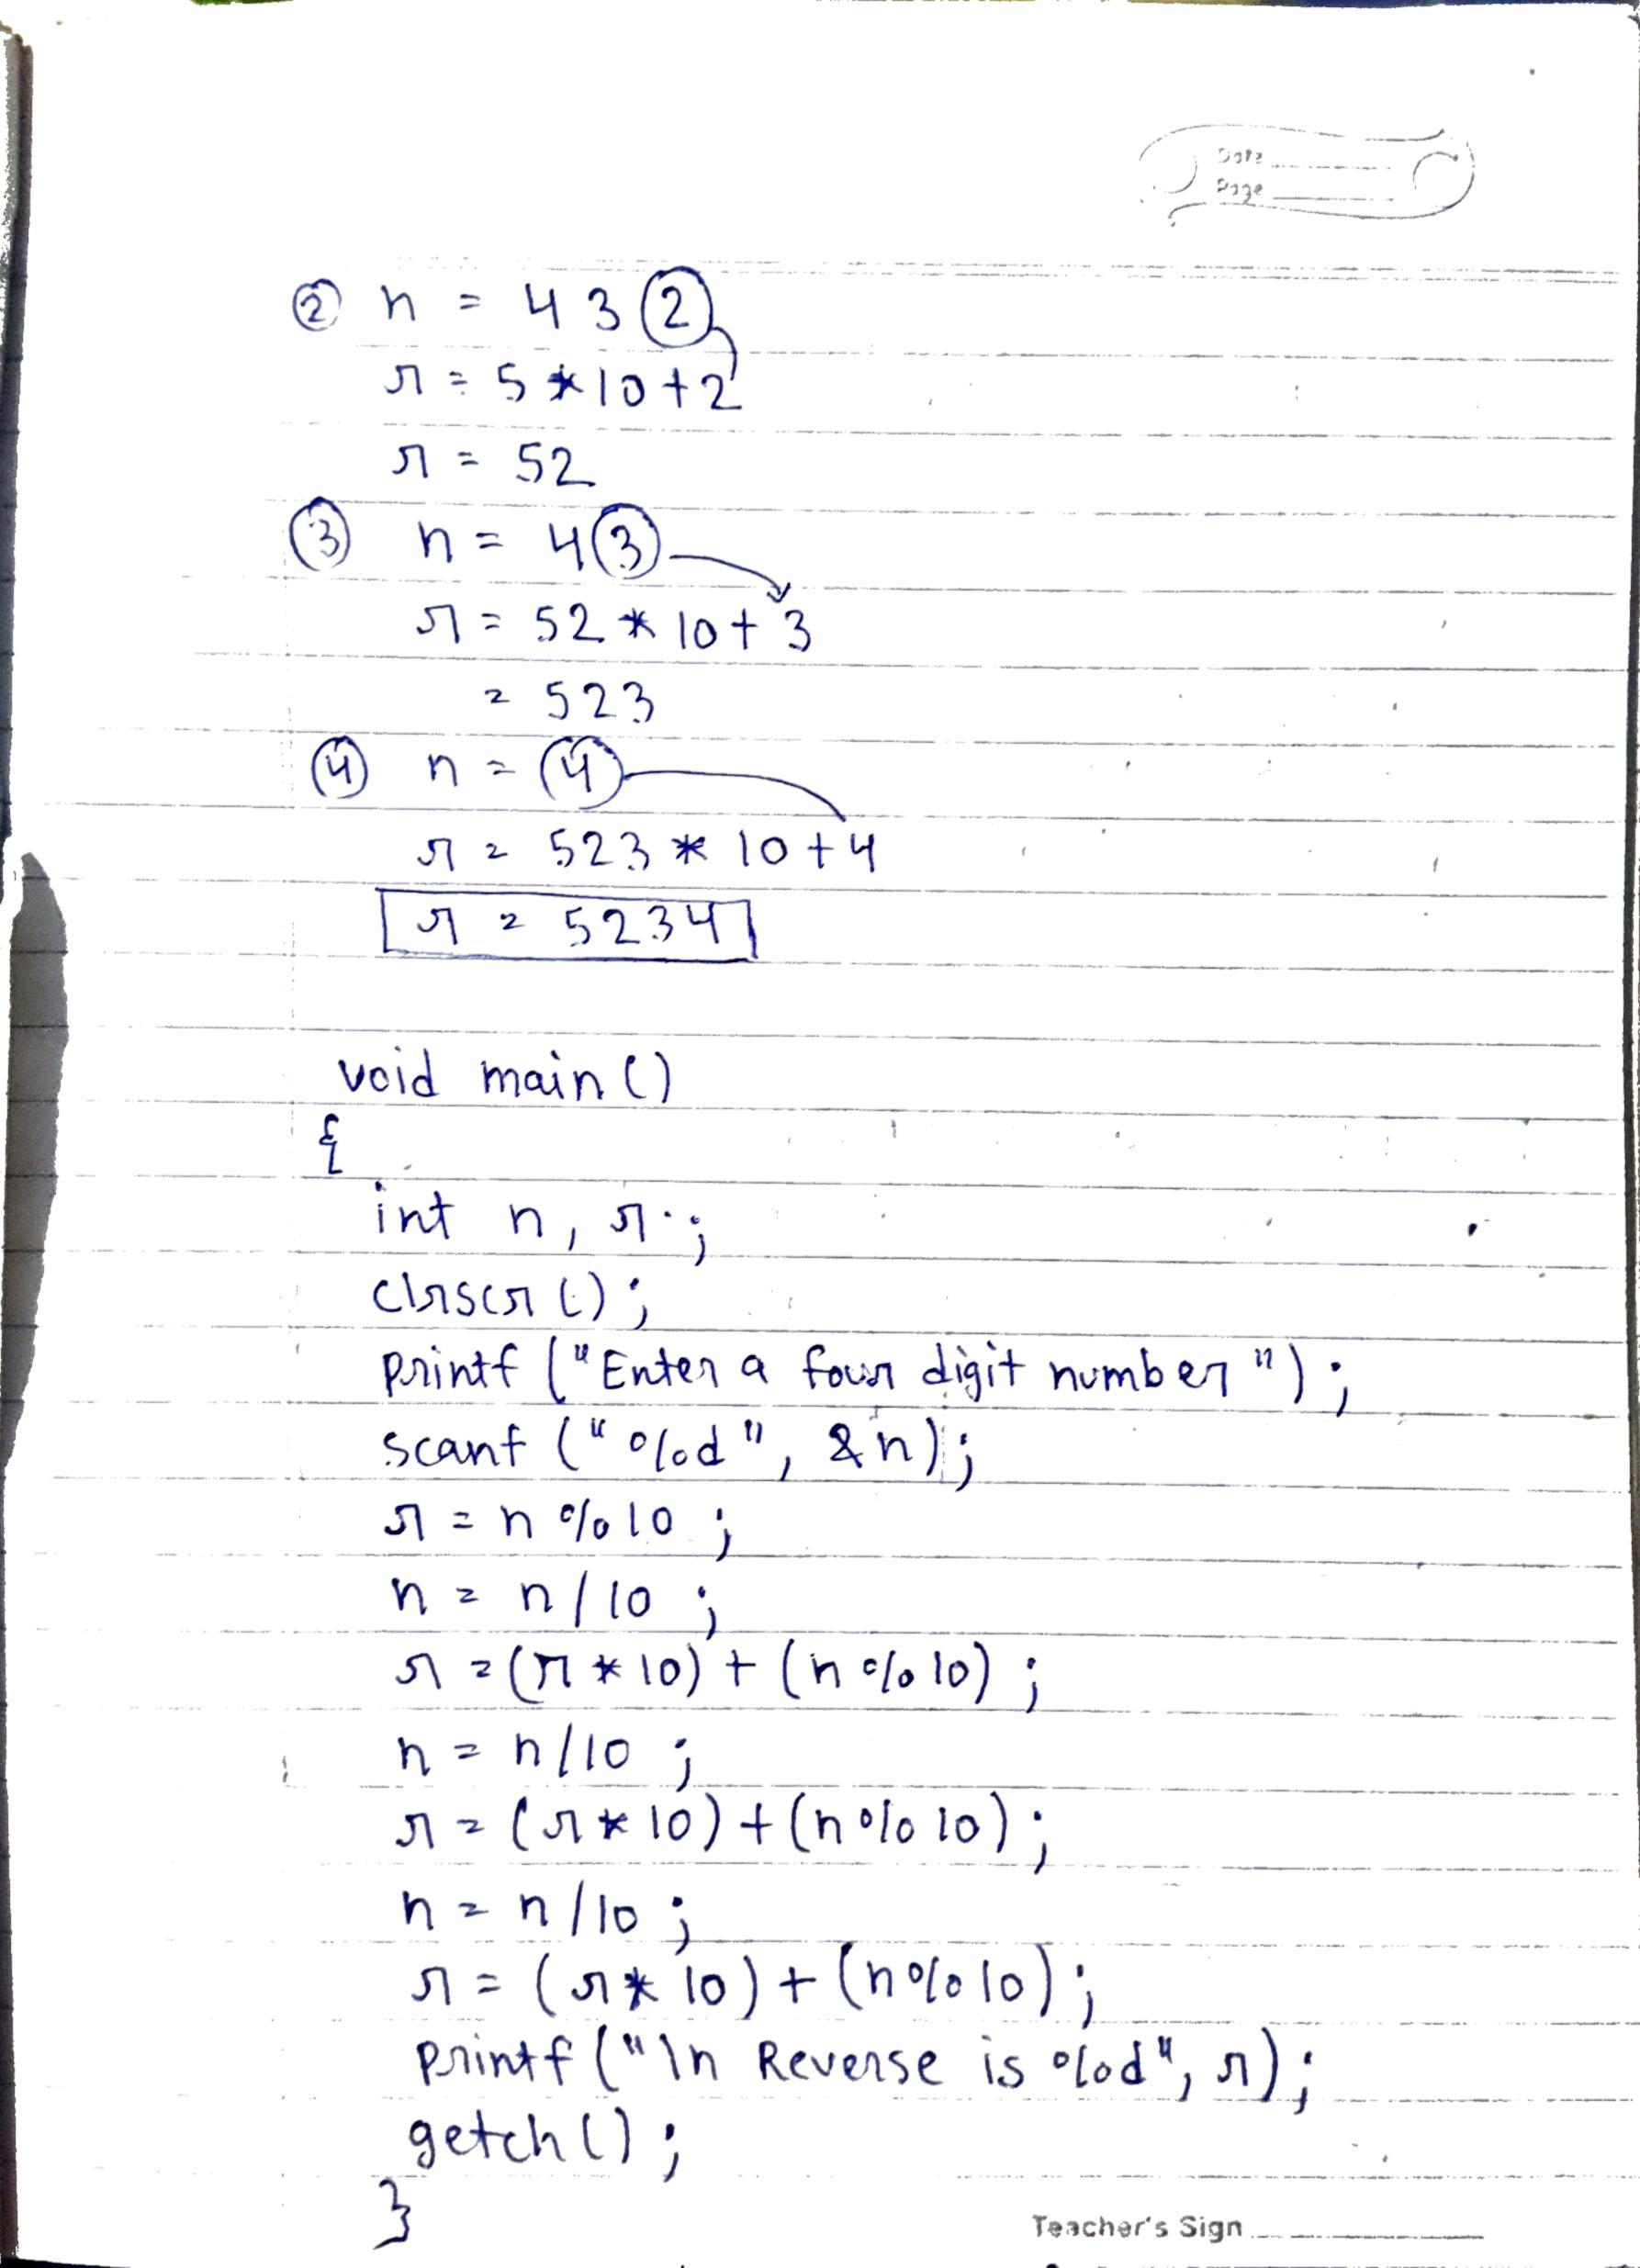 Date
Page
② n = 4 3 2
r = 5 * 10 + 2
r = 52
③ n = 43
r = 52 * 10 + 3
= 523
④ n = 4
r = 523 * 10 + 4
r = 5234
void main()
{
int n, r ;
clrscr();
Printf ("Enter a four digit number");
scanf ("%d", &n);
r = n % 10 ;
n = n / 10 ;
r = (r * 10) + (n % 10) ;
n = n/10 ;
r = (r * 10) + (n % 10) ;
n = n / 10 ;
r = (r * 10) + (n % 10) ;
Printf ("\n Reverse is %d", r);
getch();
}
Teacher's Sign